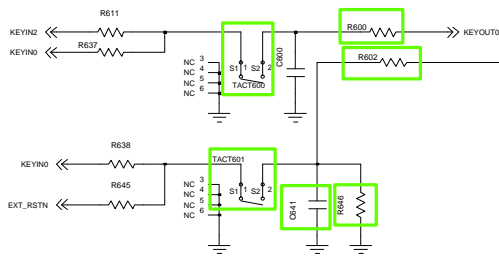 R611
KEYIN2
R600
KEYOUT0
R637
KEYIN0
C600
R602
NC 3
NC 4
NC 5
NC 6
S1 1 S2 2
TACT600
R638
KEYIN0
TACT601
R645
NC 3
NC 4
NC 5
NC 6
S1 1 S2 2
EXT_RSTN
C641
R646